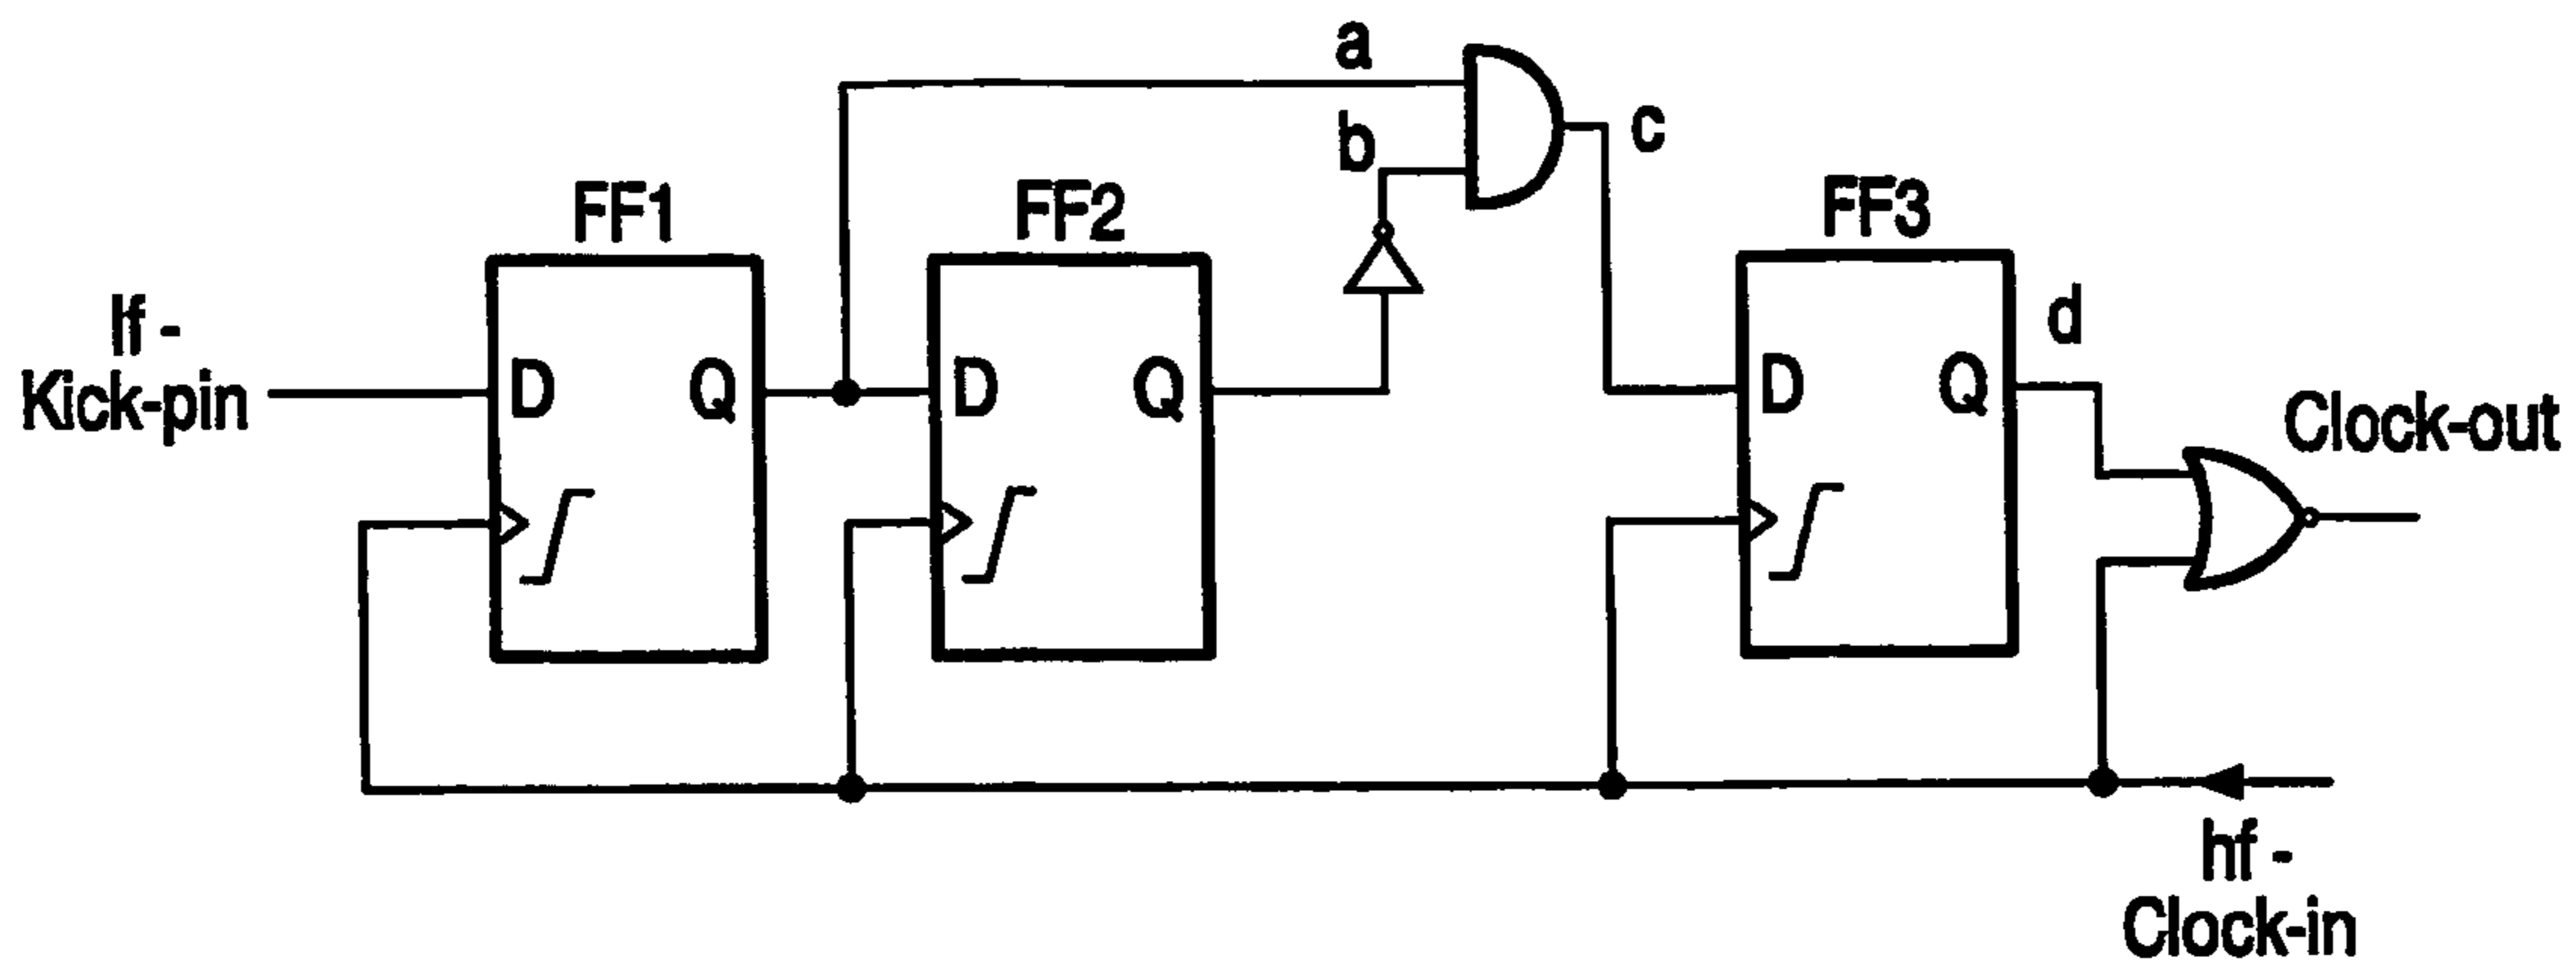 a
b
c
FF1
FF2
FF3
lf -
Kick-pin
D
Q
D
Q
D
Q
d
Clock-out
hf -
Clock-in